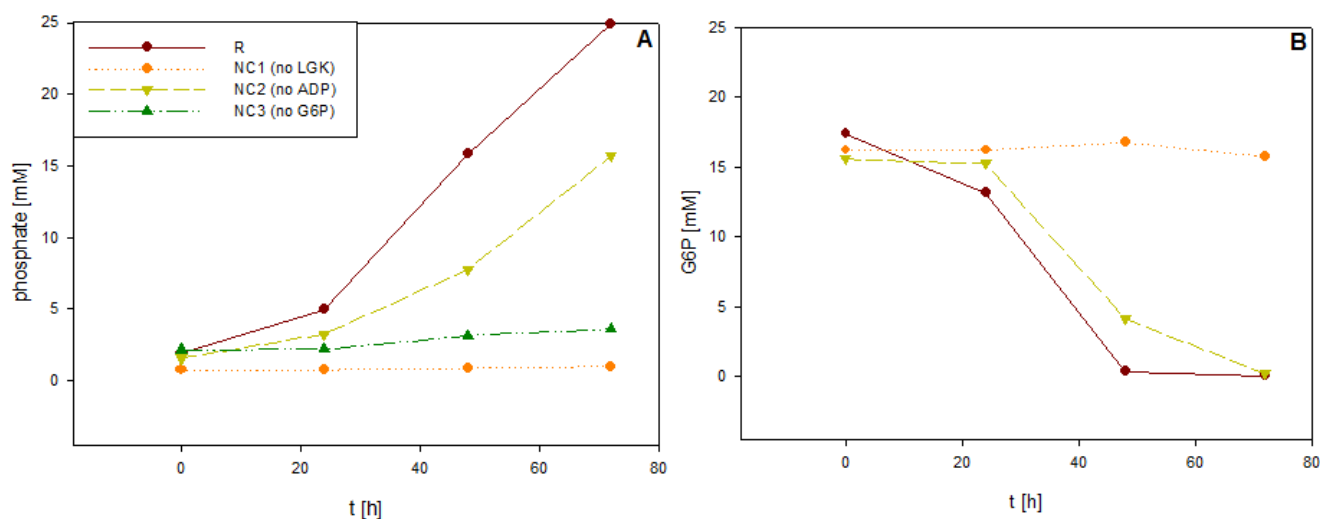 A
R
NC1 (no LGK)
NC2 (no ADP)
NC3 (no G6P)
phosphate [mM]
25
20
15
10
5
0
0 20 40 60 80
t [h]
B
G6P [mM]
25
20
15
10
5
0
0 20 40 60 80
t [h]